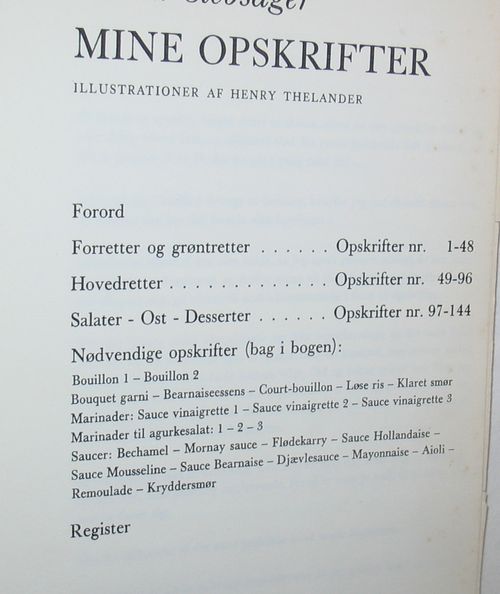 MINE OPSKRIFTER
ILLUSTRATIONER AF HENRY THELANDER
Forord
Forretter og grøntretter . . . . . . Opskrifter nr. 1-48
Hovedretter . . . . . . . . . . . . . Opskrifter nr. 49-96
Salater - Ost - Desserter . . . . . . Opskrifter nr. 97-144
Nødvendige opskrifter (bag i bogen):
Bouillon 1 – Bouillon 2
Bouquet garni – Bearnaiseessens – Court-bouillon – Løse ris – Klaret smør
Marinader: Sauce vinaigrette 1 – Sauce vinaigrette 2 – Sauce vinaigrette 3
Marinader til agurkesalat: 1 – 2 – 3
Saucer: Bechamel – Mornay sauce – Flødekarry – Sauce Hollandaise –
Sauce Mousseline – Sauce Bearnaise – Djævlesauce – Mayonnaise – Aioli –
Remoulade – Kryddersmør
Register